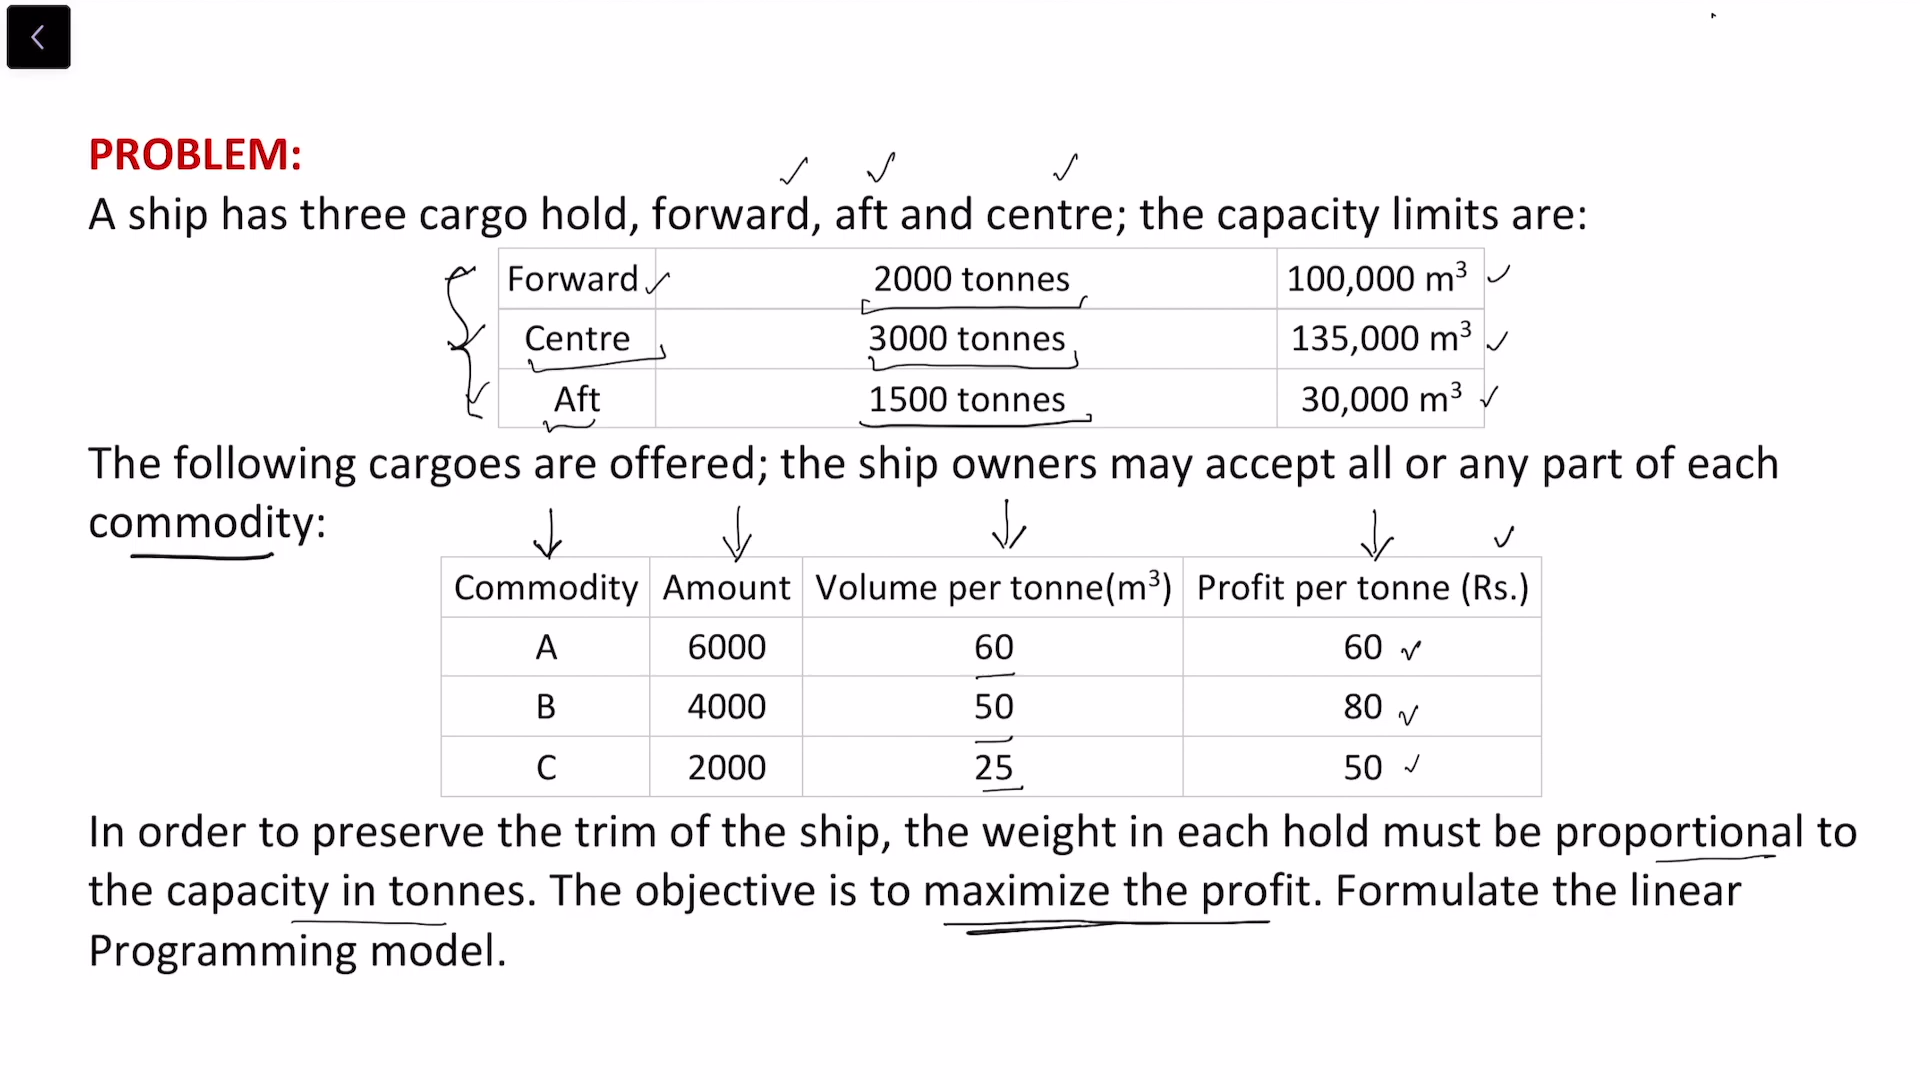 PROBLEM:
A ship has three cargo hold, forward, aft and centre; the capacity limits are:
Forward 2000 tonnes 100,000 m³
Centre 3000 tonnes 135,000 m³
Aft 1500 tonnes 30,000 m³
The following cargoes are offered; the ship owners may accept all or any part of each
commodity:
Commodity Amount Volume per tonne(m³) Profit per tonne (Rs.)
A 6000 60 60
B 4000 50 80
C 2000 25 50
In order to preserve the trim of the ship, the weight in each hold must be proportional to
the capacity in tonnes. The objective is to maximize the profit. Formulate the linear
Programming model.